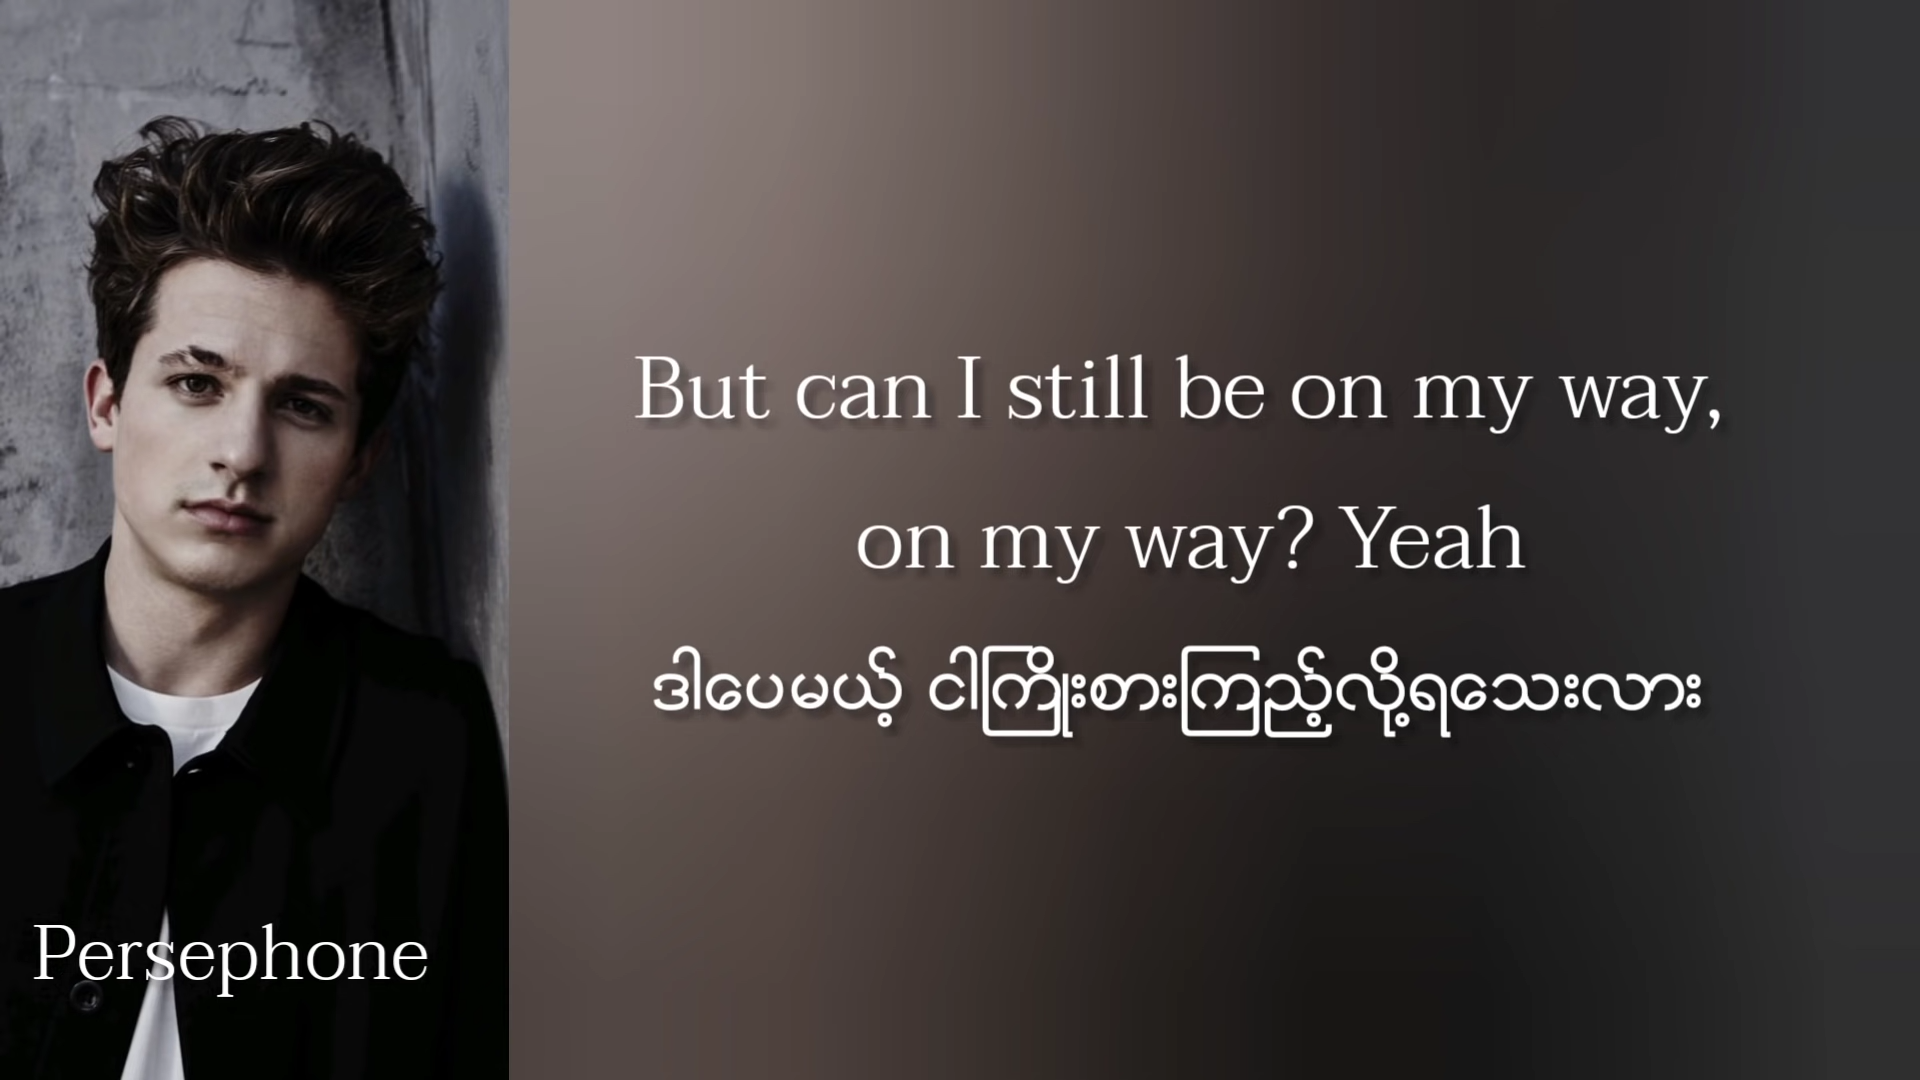 But can I still be on my way,
on my way? Yeah
ဒါပေမယ့် ငါကြိုးစားကြည့်လို့ရသေးလား
Persephone